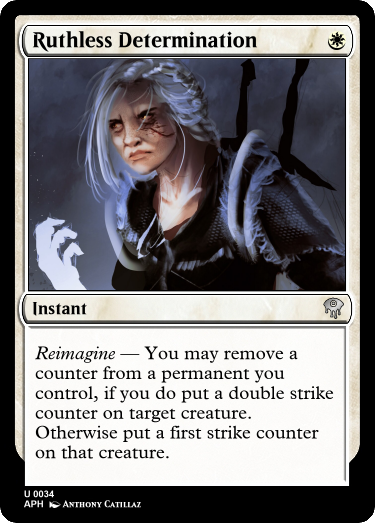 Ruthless Determination
Instant
Reimagine — You may remove a
counter from a permanent you
control, if you do put a double strike
counter on target creature.
Otherwise put a first strike counter
on that creature.
U 0034
APH Anthony Catillaz